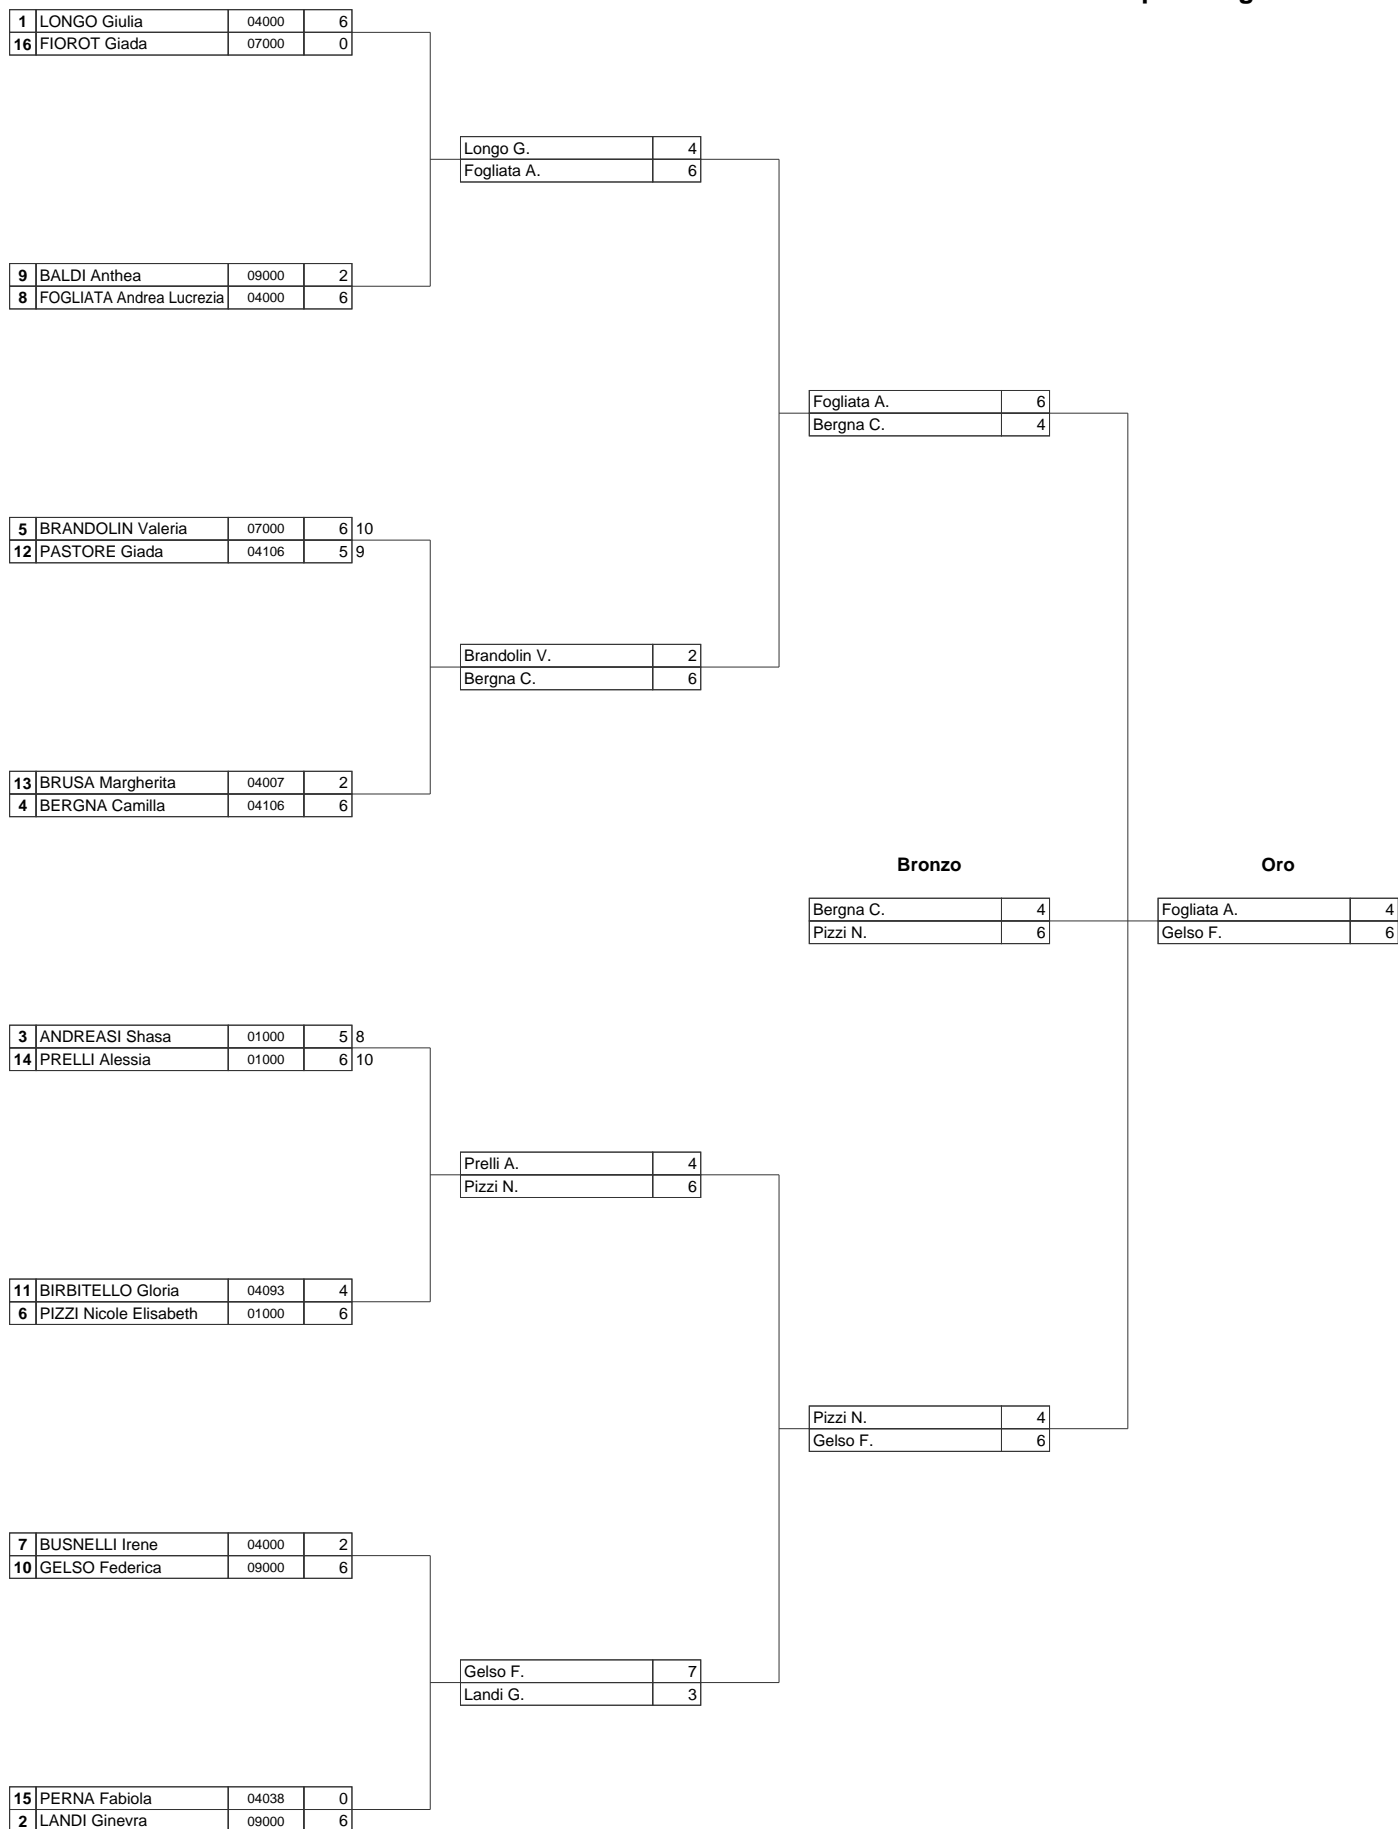 1 LONGO Giulia 04000 6
16 FIOROT Giada 07000 0
Longo G. 4
Fogliata A. 6
9 BALDI Anthea 09000 2
8 FOGLIATA Andrea Lucrezia 04000 6
Fogliata A. 6
Bergna C. 4
5 BRANDOLIN Valeria 07000 6 10
12 PASTORE Giada 04106 5 9
Brandolin V. 2
Bergna C. 6
13 BRUSA Margherita 04007 2
4 BERGNA Camilla 04106 6
Bronzo Oro
Bergna C. 4 Fogliata A. 4
Pizzi N. 6 Gelso F. 6
3 ANDREASI Shasa 01000 5 8
14 PRELLI Alessia 01000 6 10
Prelli A. 4
Pizzi N. 6
11 BIRBITELLO Gloria 04093 4
6 PIZZI Nicole Elisabeth 01000 6
Pizzi N. 4
Gelso F. 6
7 BUSNELLI Irene 04000 2
10 GELSO Federica 09000 6
Gelso F. 7
Landi G. 3
15 PERNA Fabiola 04038 0
2 LANDI Ginevra 09000 6